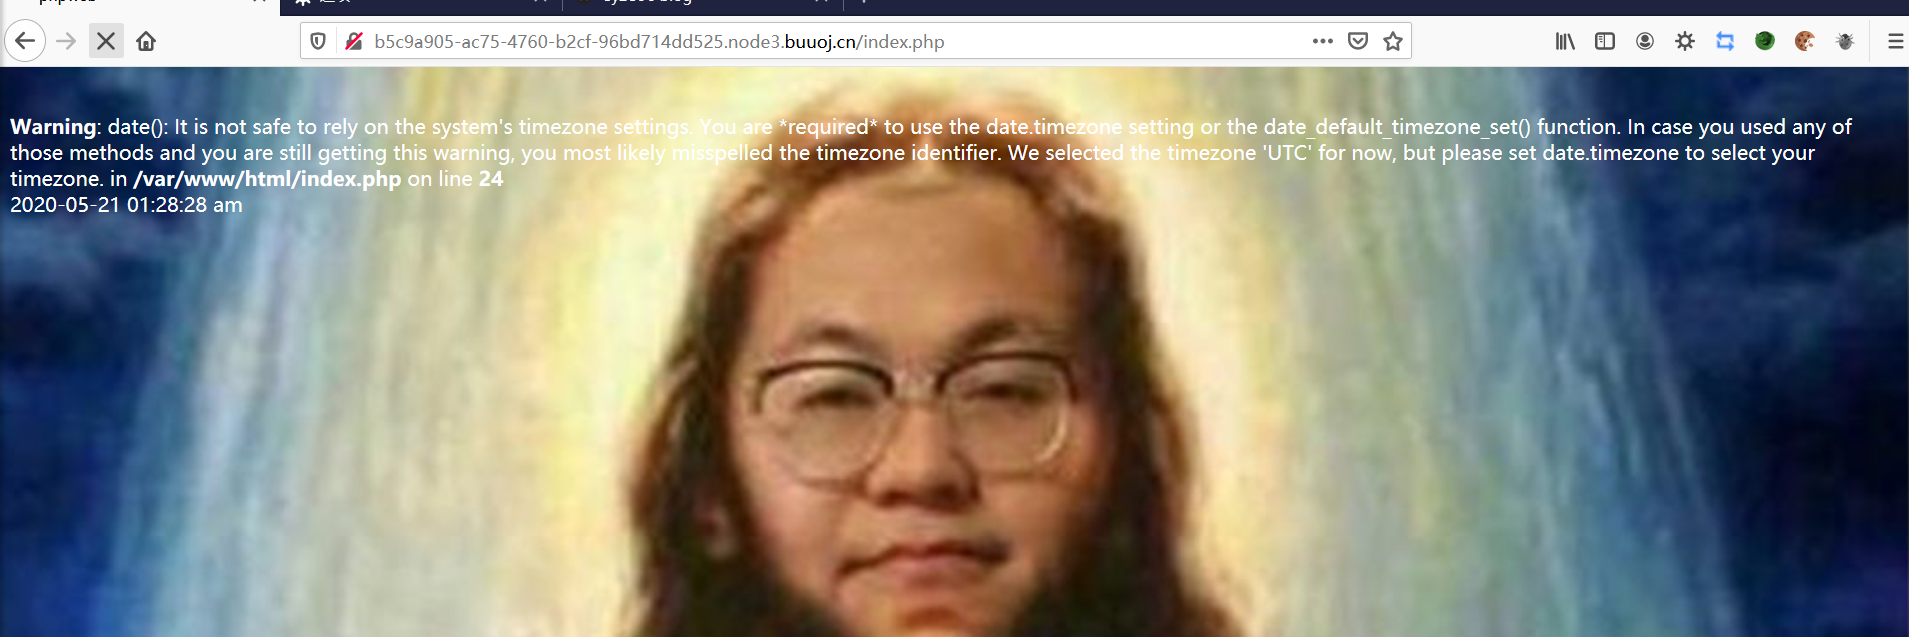 b5c9a905-ac75-4760-b2cf-96bd714dd525.node3.buuoj.cn/index.php
Warning: date(): It is not safe to rely on the system's timezone settings. You are *required* to use the date.timezone setting or the date_default_timezone_set() function. In case you used any of
those methods and you are still getting this warning, you most likely misspelled the timezone identifier. We selected the timezone 'UTC' for now, but please set date.timezone to select your
timezone. in /var/www/html/index.php on line 24
2020-05-21 01:28:28 am